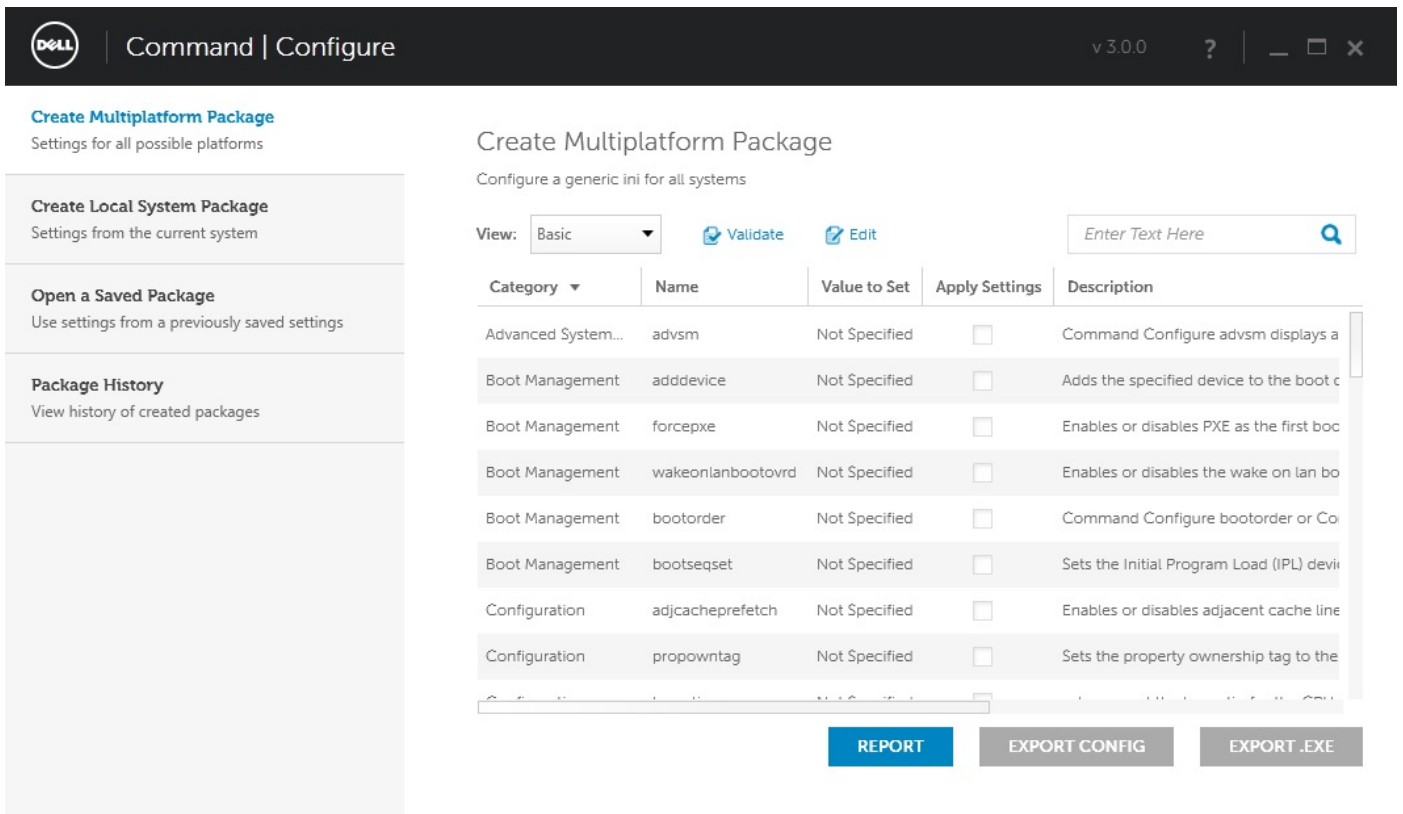 DELL
Command | Configure
v 3.0.0 ?
Create Multiplatform Package
Settings for all possible platforms
Create Local System Package
Settings from the current system
Open a Saved Package
Use settings from a previously saved settings
Package History
View history of created packages
Create Multiplatform Package
Configure a generic ini for all systems
View: Basic Validate Edit Enter Text Here
Category Name Value to Set Apply Settings Description
Advanced System... advsm Not Specified Command Configure advsm displays a
Boot Management adddevice Not Specified Adds the specified device to the boot
Boot Management forcepxe Not Specified Enables or disables PXE as the first boo
Boot Management wakeonlanbootovrd Not Specified Enables or disables the wake on lan bo
Boot Management bootorder Not Specified Command Configure bootorder or
Boot Management bootseqset Not Specified Sets the Initial Program Load (IPL) devi
Configuration adjcacheprefetch Not Specified Enables or disables adjacent cache line
Configuration propowntag Not Specified Sets the property ownership tag to the
REPORT EXPORT CONFIG EXPORT .EXE